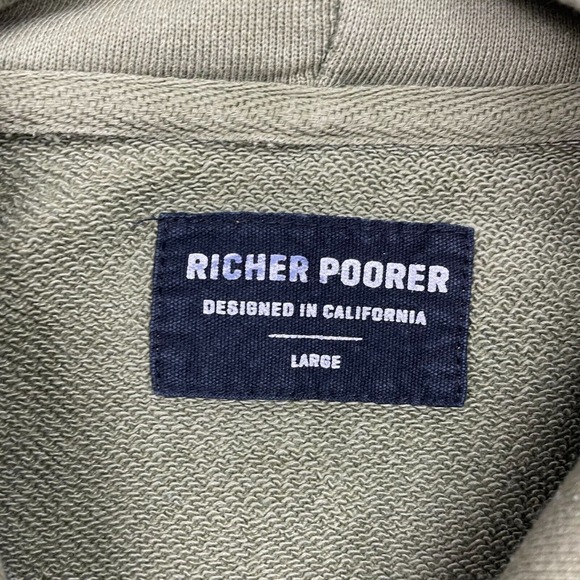 RICHER POORER
DESIGNED IN CALIFORNIA
LARGE